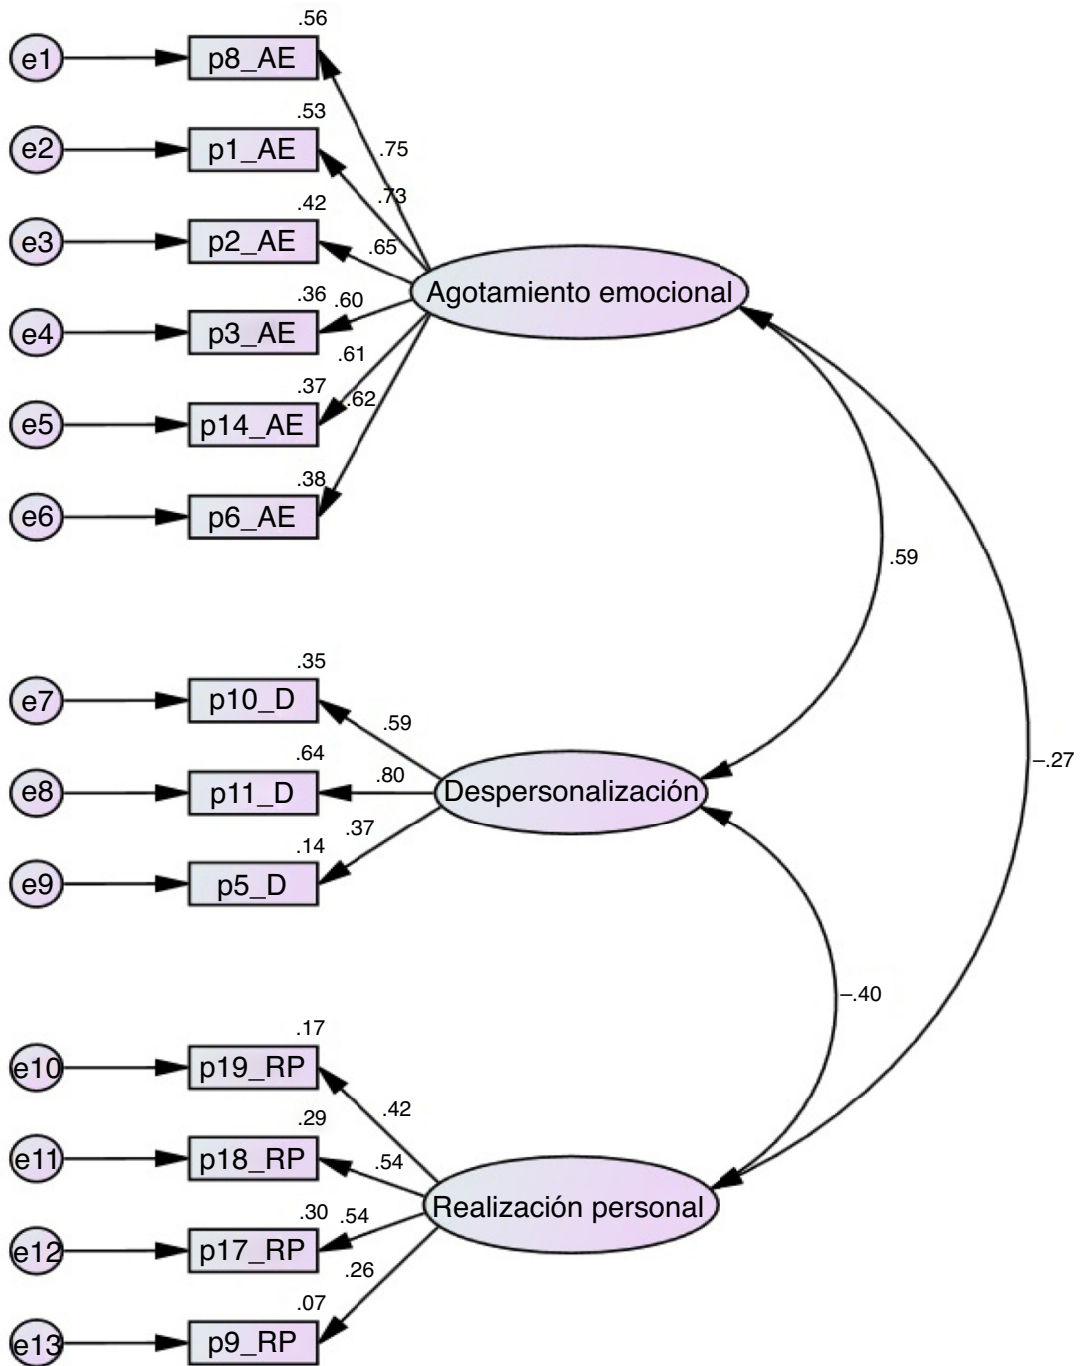 .56
e1 p8_AE
.75
.53
e2 p1_AE
.73
.42
e3 p2_AE
.65
Agotamiento emocional
.36 .60
e4 p3_AE
.61
.37 .62
e5 p14_AE
.38
e6 p6_AE
.59
.35
e7 p10_D
.59
.64
.80
e8 p11_D
Despersonalización
–.27
.37
.14
e9 p5_D
–.40
.17
e10 p19_RP
.42
.29
e11 p18_RP
.54
Realización personal
.30 .54
e12 p17_RP
.26
.07
e13 p9_RP